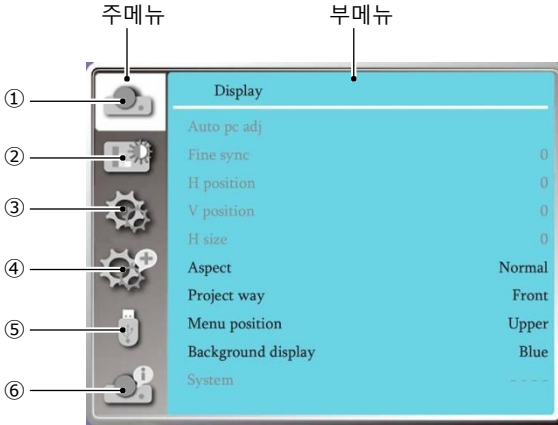 주메뉴 부메뉴
① Display
Auto pc adj
② Fine sync 0
H position 0
③ V position 0
H size 0
④ Aspect Normal
Project way Front
⑤ Menu position Upper
Background display Blue
⑥ System - - - -